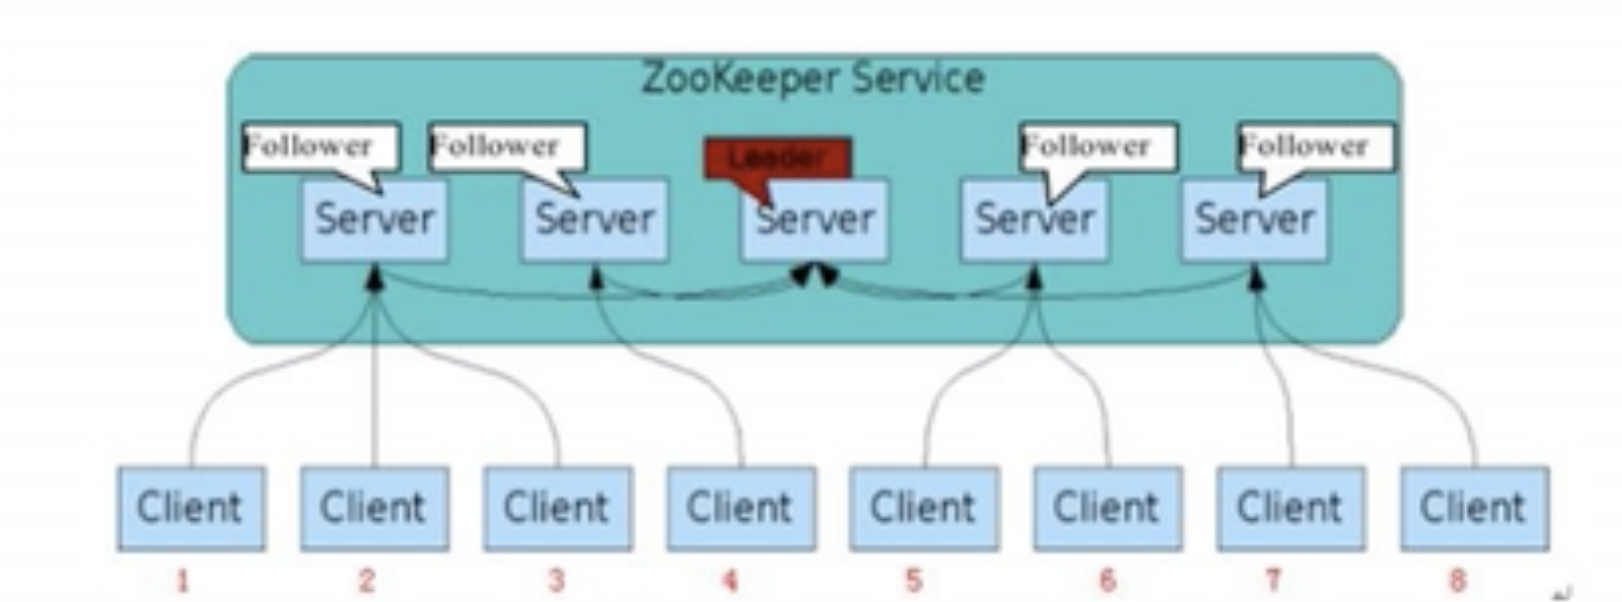 ZooKeeper Service
Follower Follower Leader Follower Follower
Server Server Server Server Server
Client Client Client Client Client Client Client Client
1 2 3 4 5 6 7 8